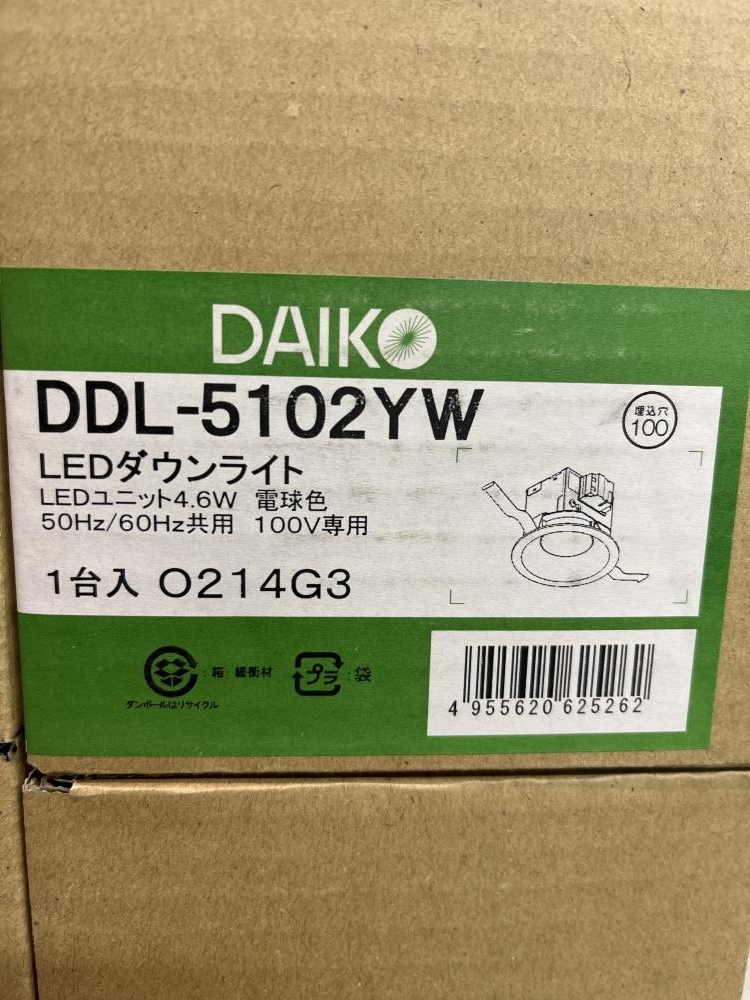 DAIKO
DDL-5102YW
埋込穴
100
LEDダウンライト
LEDユニット4.6W 電球色
50Hz/60Hz共用 100V専用
1台入 O214G3
:箱・緩衝材
プラ :袋
ダンボールはリサイクル
4 955620 625262